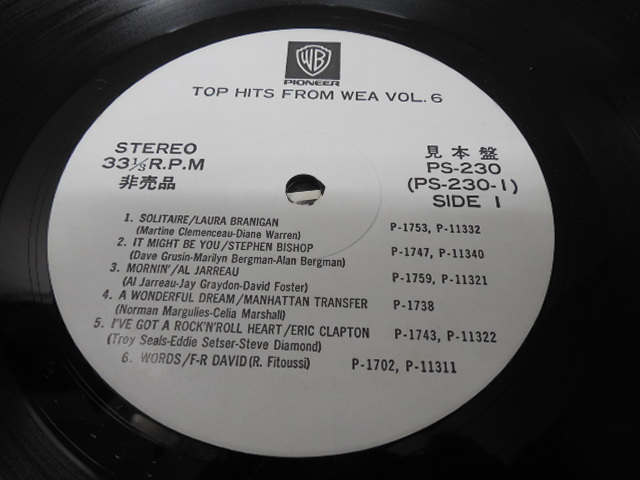 WB
PIONEER
TOP HITS FROM WEA VOL. 6
STEREO
33 1/3 R.P.M
非売品
見本盤
PS-230
(PS-230-1)
SIDE 1
1. SOLITAIRE/LAURA BRANIGAN P-1753, P-11332
(Martine Clemenceau-Diane Warren)
2. IT MIGHT BE YOU/STEPHEN BISHOP P-1747, P-11340
(Dave Grusin-Marilyn Bergman-Alan Bergman)
3. MORNIN'/AL JARREAU P-1759, P-11321
(Al Jarreau-Jay Graydon-David Foster)
4. A WONDERFUL DREAM/MANHATTAN TRANSFER P-1738
(Norman Margulies-Celia Marshall)
5. I'VE GOT A ROCK'N'ROLL HEART/ERIC CLAPTON P-1743, P-11322
(Troy Seals-Eddie Setser-Steve Diamond)
6. WORDS/F-R DAVID (R. Fitoussi) P-1702, P-11311